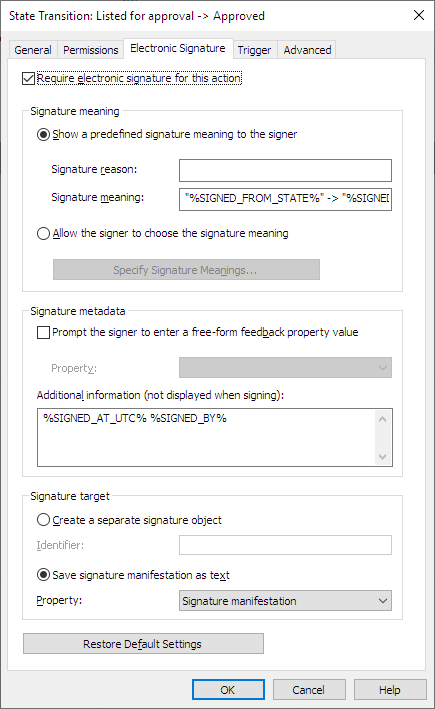 State Transition: Listed for approval -> Approved
General Permissions Electronic Signature Trigger Advanced
Require electronic signature for this action
Signature meaning
Show a predefined signature meaning to the signer
Signature reason:
Signature meaning: "%SIGNED_FROM_STATE%" -> "%SIGNED
Allow the signer to choose the signature meaning
Specify Signature Meanings...
Signature metadata
Prompt the signer to enter a free-form feedback property value
Property:
Additional information (not displayed when signing):
%SIGNED_AT_UTC% %SIGNED_BY%
Signature target
Create a separate signature object
Identifier:
Save signature manifestation as text
Property: Signature manifestation
Restore Default Settings
OK Cancel Help